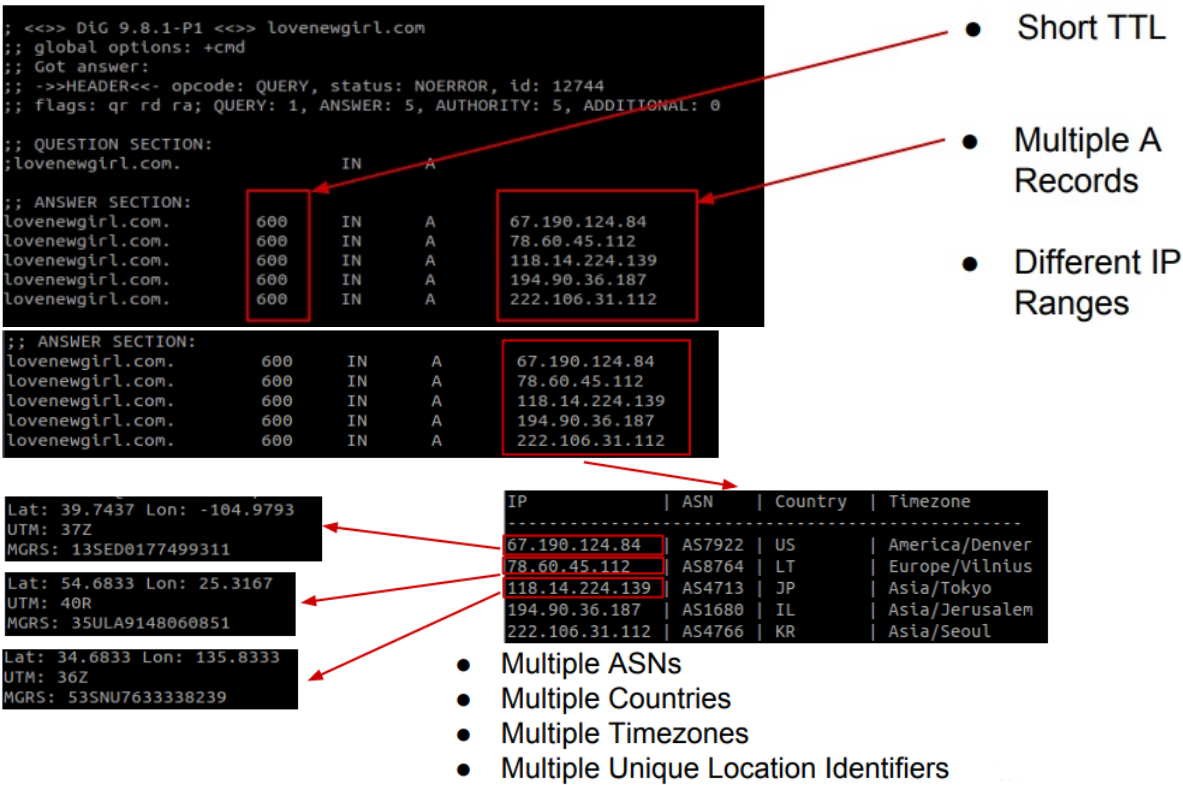 ; <<>> DiG 9.8.1-P1 <<>> lovenewgirl.com
;; global options: +cmd
;; Got answer:
;; ->>HEADER<<- opcode: QUERY, status: NOERROR, id: 12744
;; flags: qr rd ra; QUERY: 1, ANSWER: 5, AUTHORITY: 5, ADDITIONAL: 0
;; QUESTION SECTION:
;lovenewgirl.com. IN A
;; ANSWER SECTION:
lovenewgirl.com. 600 IN A 67.190.124.84
lovenewgirl.com. 600 IN A 78.60.45.112
lovenewgirl.com. 600 IN A 118.14.224.139
lovenewgirl.com. 600 IN A 194.90.36.187
lovenewgirl.com. 600 IN A 222.106.31.112
● Short TTL
● Multiple A
Records
● Different IP
Ranges
;; ANSWER SECTION:
lovenewgirl.com. 600 IN A 67.190.124.84
lovenewgirl.com. 600 IN A 78.60.45.112
lovenewgirl.com. 600 IN A 118.14.224.139
lovenewgirl.com. 600 IN A 194.90.36.187
lovenewgirl.com. 600 IN A 222.106.31.112
Lat: 39.7437 Lon: -104.9793
UTM: 37Z
MGRS: 13SED0177499311
Lat: 54.6833 Lon: 25.3167
UTM: 40R
MGRS: 35ULA9148060851
Lat: 34.6833 Lon: 135.8333
UTM: 36Z
MGRS: 53SNU7633338239
IP | ASN | Country | Timezone
-----------------------------------------------------
67.190.124.84 | AS7922 | US | America/Denver
78.60.45.112 | AS8764 | LT | Europe/Vilnius
118.14.224.139 | AS4713 | JP | Asia/Tokyo
194.90.36.187 | AS1680 | IL | Asia/Jerusalem
222.106.31.112 | AS4766 | KR | Asia/Seoul
● Multiple ASNs
● Multiple Countries
● Multiple Timezones
● Multiple Unique Location Identifiers